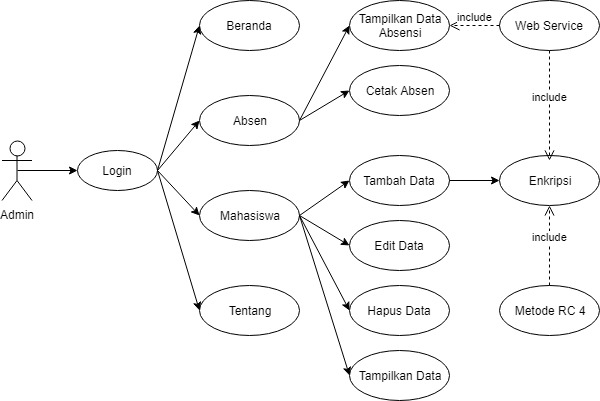 Beranda
Tampilkan Data
Absensi
include
Web Service
Absen
Cetak Absen
include
Admin
Login
Mahasiswa
Tambah Data
Enkripsi
Edit Data
include
Tentang
Hapus Data
Metode RC 4
Tampilkan Data